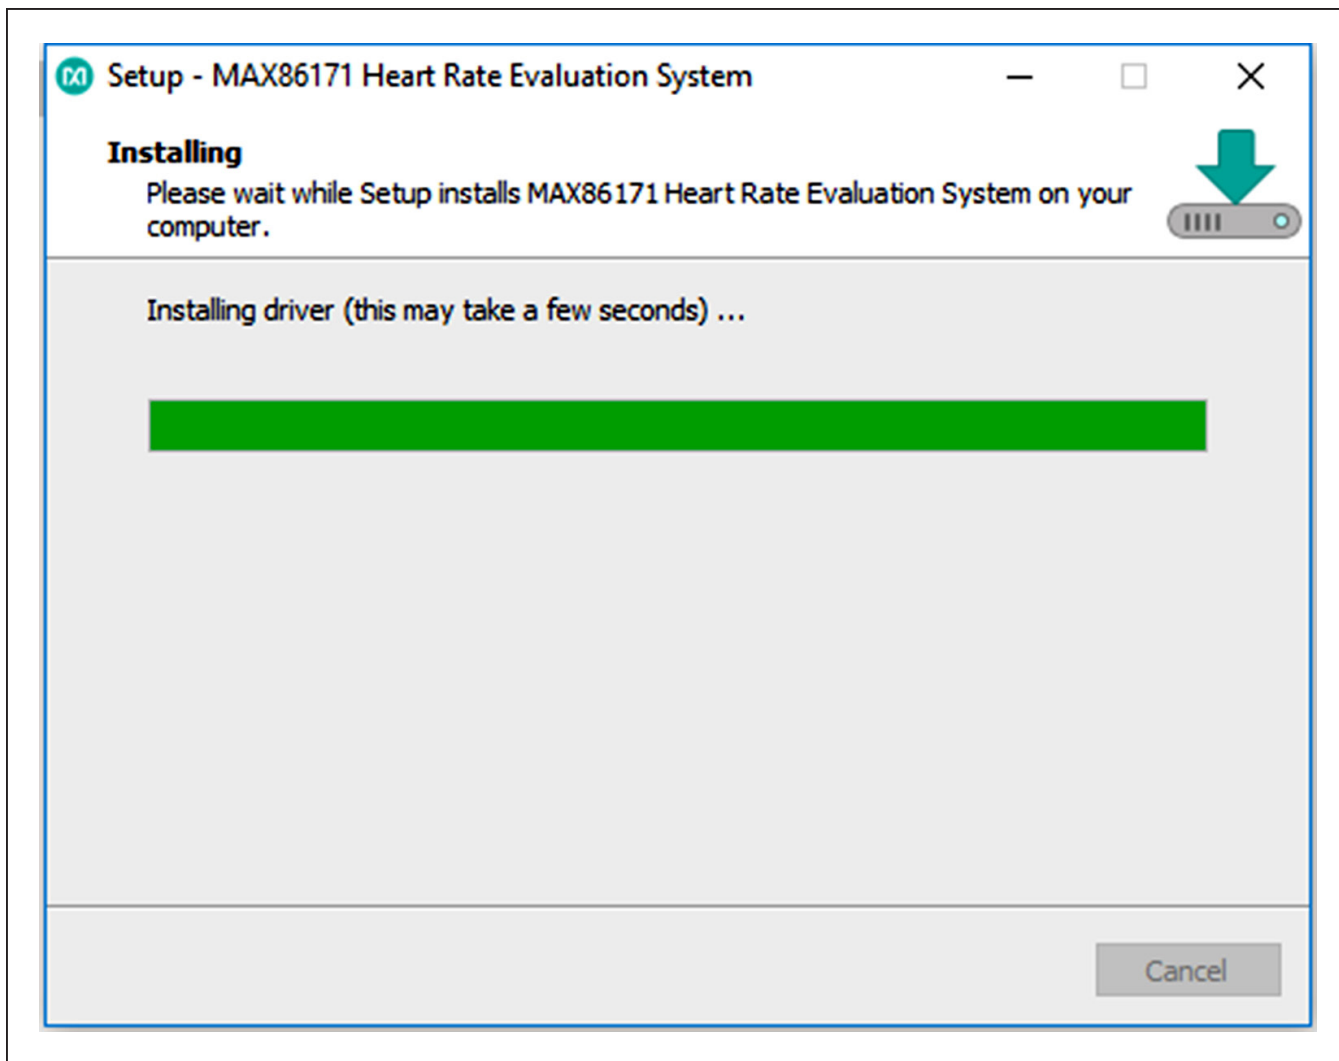 Setup - MAX86171 Heart Rate Evaluation System
Installing
Please wait while Setup installs MAX86171 Heart Rate Evaluation System on your
computer.
Installing driver (this may take a few seconds) ...
Cancel